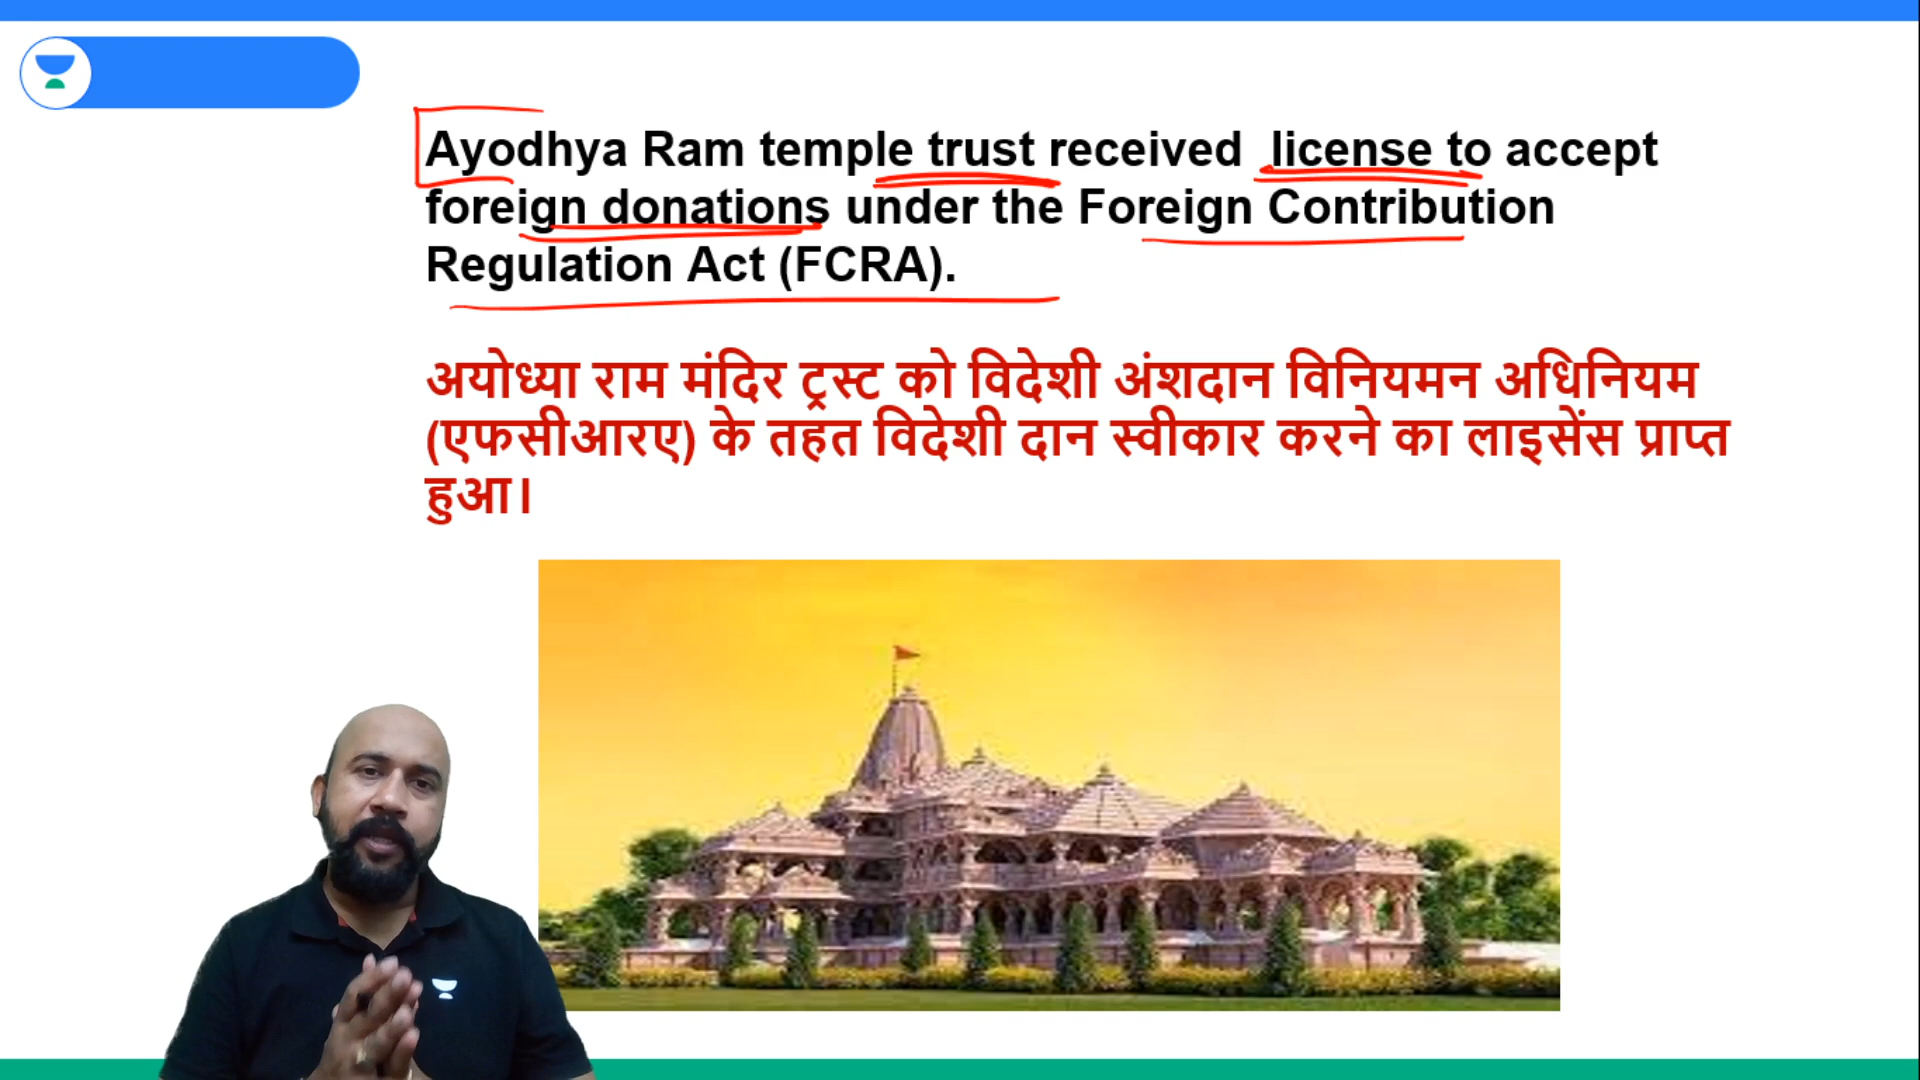 Ayodhya Ram temple trust received license to accept
foreign donations under the Foreign Contribution
Regulation Act (FCRA).
अयोध्या राम मंदिर ट्रस्ट को विदेशी अंशदान विनियमन अधिनियम
(एफसीआरए) के तहत विदेशी दान स्वीकार करने का लाइसेंस प्राप्त
हुआ।